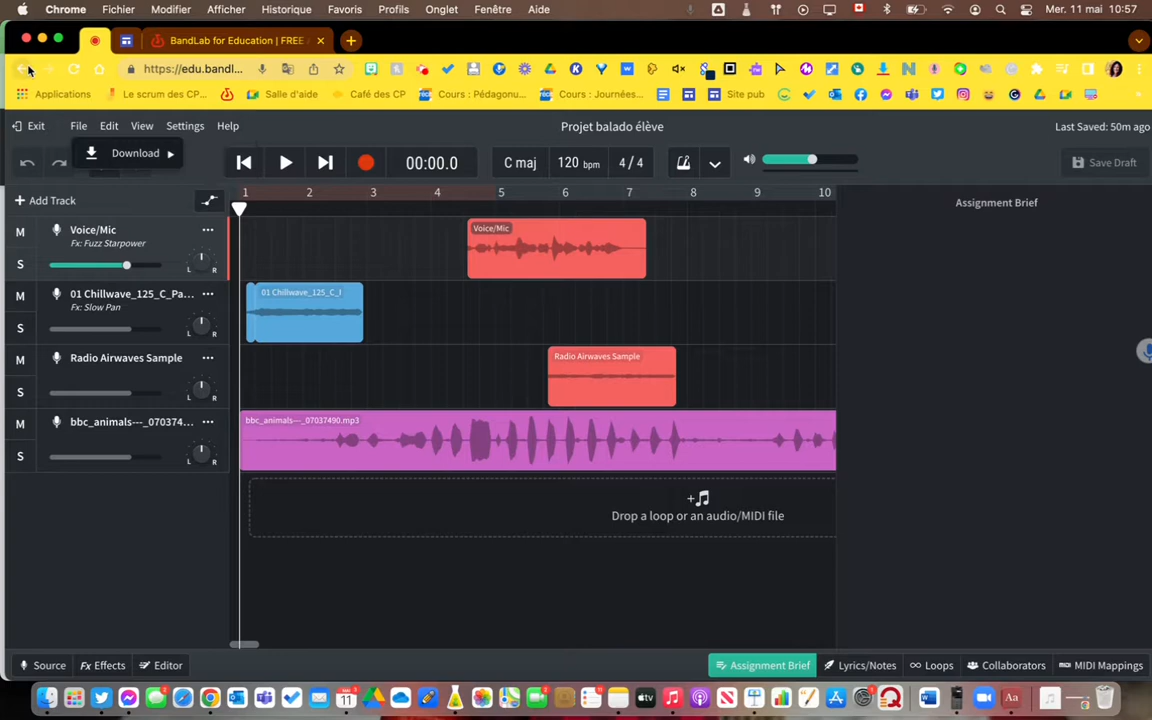 Chrome Fichier Modifier Afficher Historique Favoris Profils Onglet Fenêtre Aide Mer. 11 mai 10:57
BandLab for Education | FREE
https://edu.bandl...
Applications Le scrum des CP... Salle d'aide Café des CP Cours : Pédagonu... Cours : Journées... Site pub
Exit File Edit View Settings Help Projet balado élève Last Saved: 50m ago
Download 00:00.0 C maj 120 bpm 4/4 Save Draft
Add Track 1 2 3 4 5 6 7 8 9 10 Assignment Brief
M Voice/Mic Voice/Mic
Fx: Fuzz Starpower
S L R
M 01 Chillwave_125_C_Pa... 01 Chillwave_125_C_I
Fx: Slow Pan
S L R
M Radio Airwaves Sample Radio Airwaves Sample
S L R
M bbc_animals---_070374... bbc_animals---_07037490.mp3
S L R
Drop a loop or an audio/MIDI file
Source Fx Effects Editor Assignment Brief Lyrics/Notes Loops Collaborators MIDI Mappings